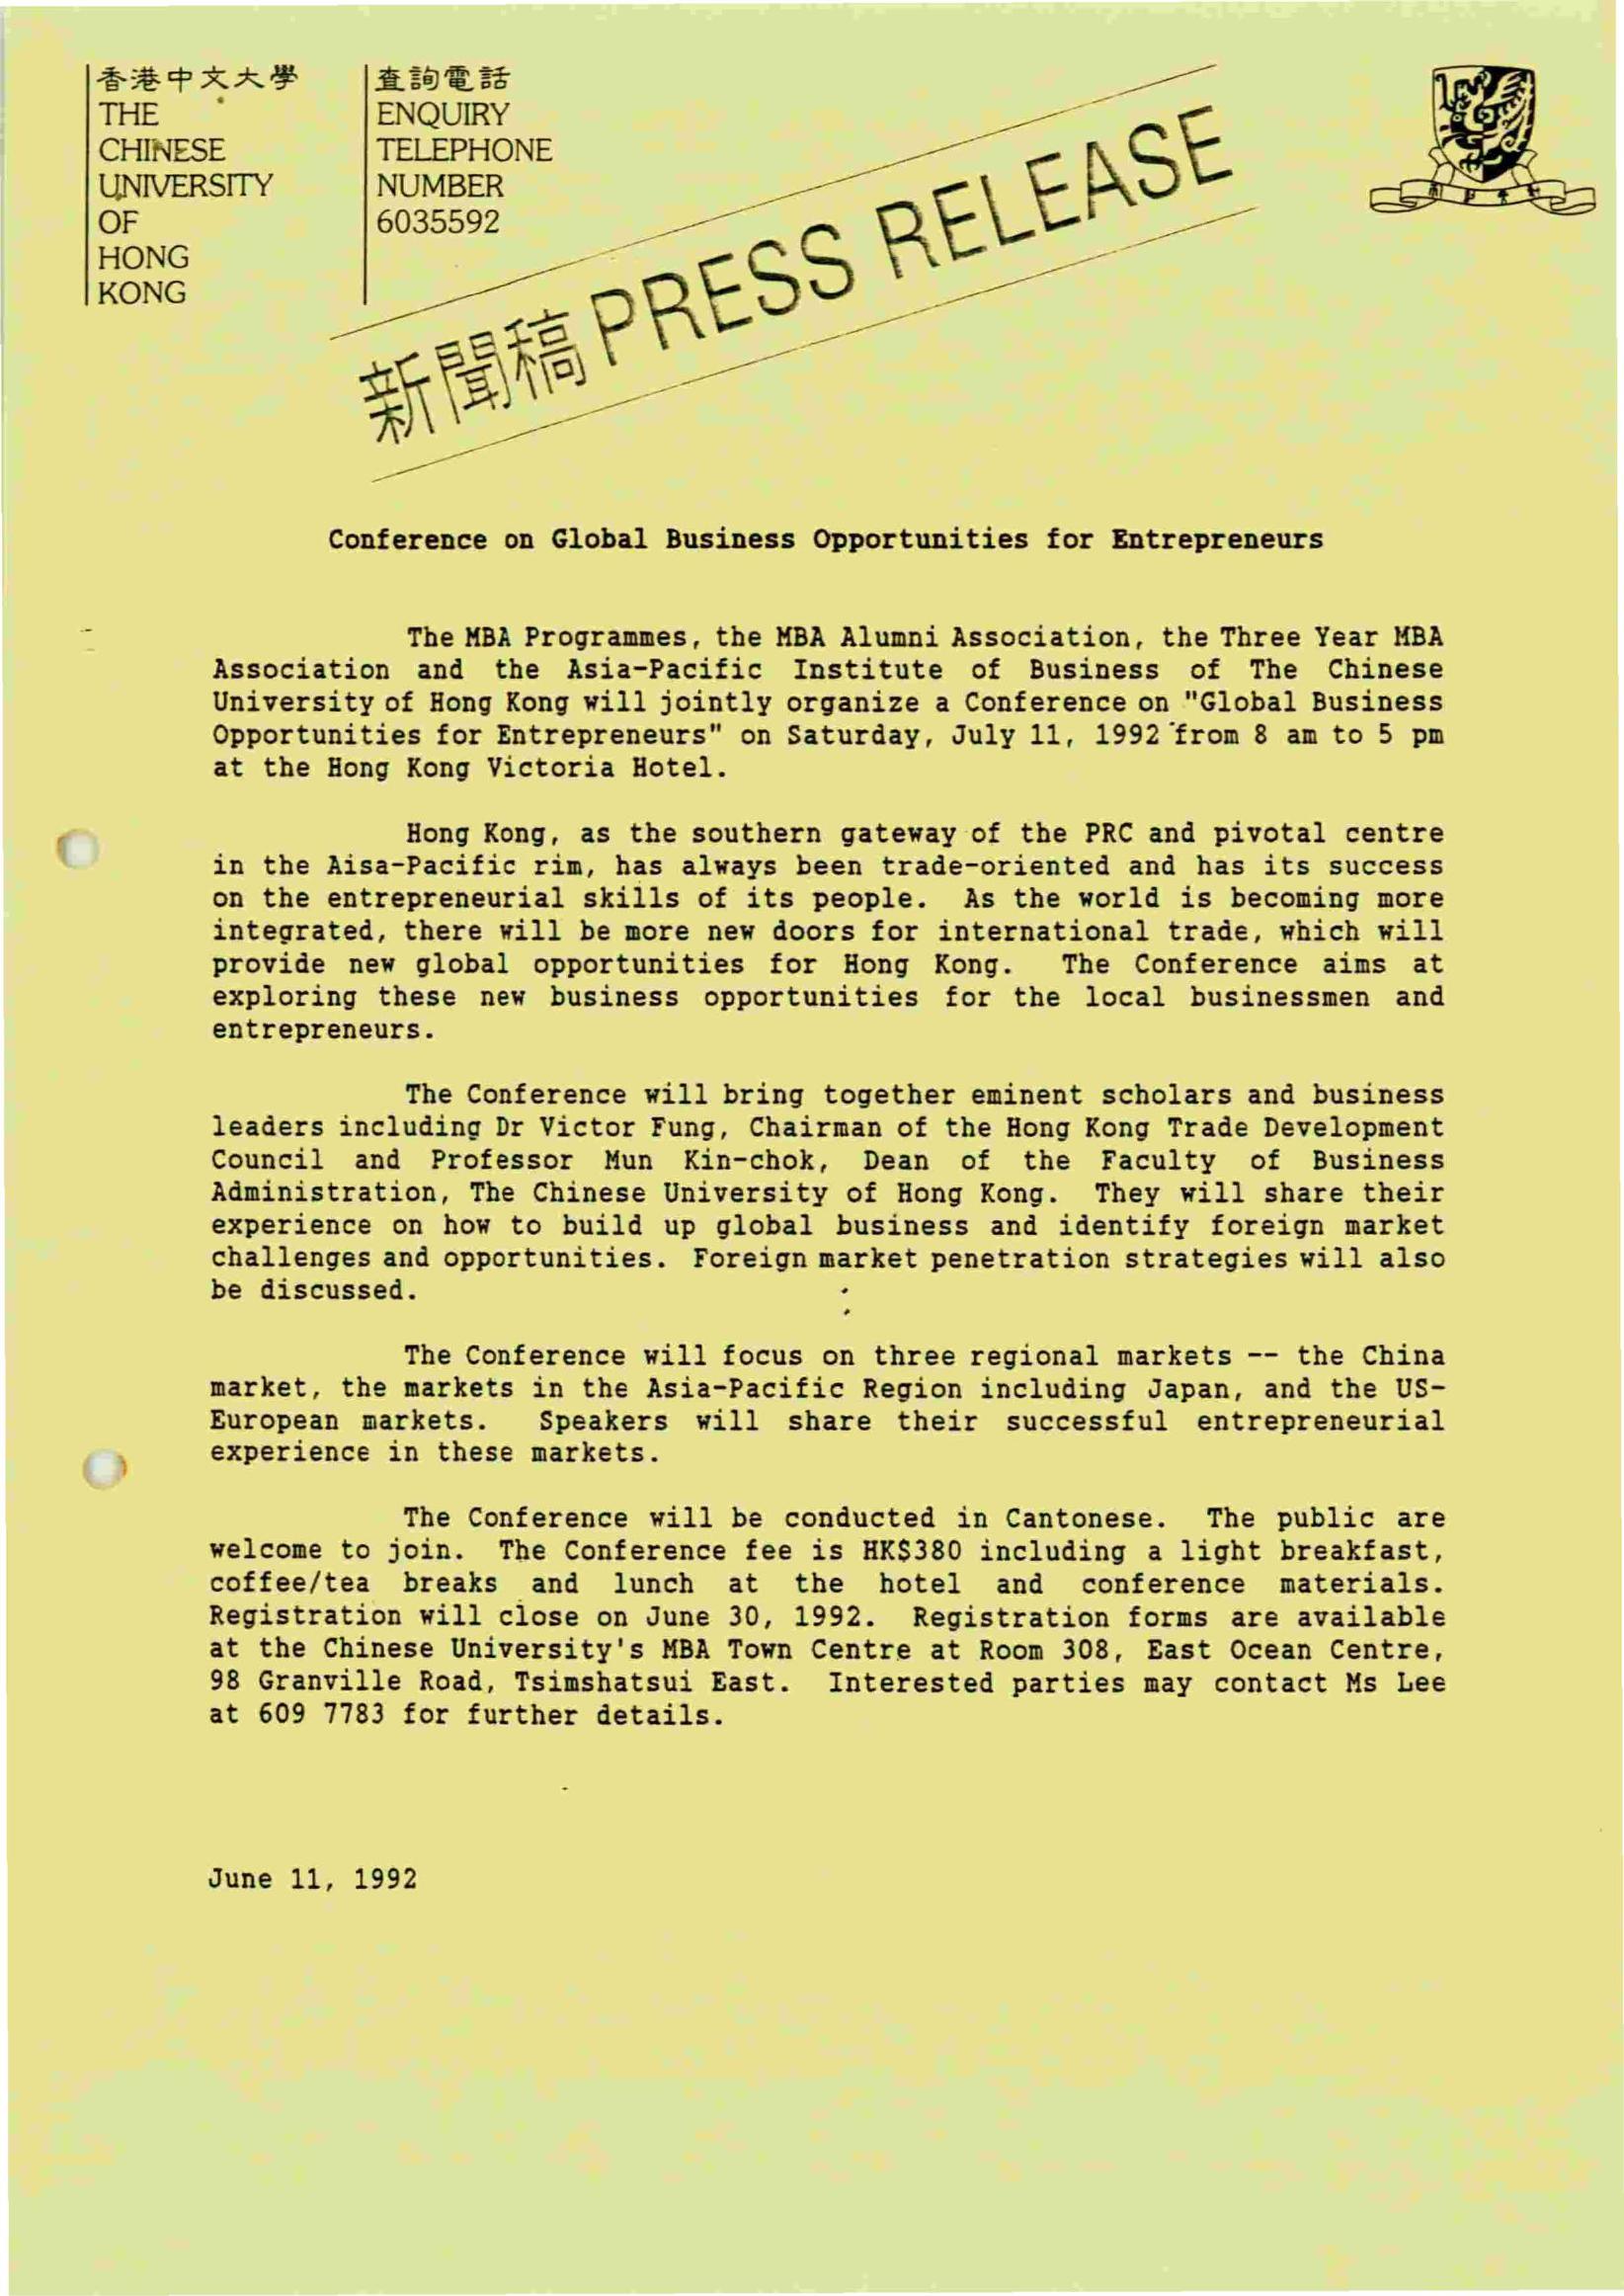 香港中文大學
THE
CHINESE
UNIVERSITY
OF
HONG
KONG
查詢電話
ENQUIRY
TELEPHONE
NUMBER
6035592
新聞稿 PRESS RELEASE
Conference on Global Business Opportunities for Entrepreneurs
The MBA Programmes, the MBA Alumni Association, the Three Year MBA
Association and the Asia-Pacific Institute of Business of The Chinese
University of Hong Kong will jointly organize a Conference on "Global Business
Opportunities for Entrepreneurs" on Saturday, July 11, 1992 from 8 am to 5 pm
at the Hong Kong Victoria Hotel.
Hong Kong, as the southern gateway of the PRC and pivotal centre
in the Aisa-Pacific rim, has always been trade-oriented and has its success
on the entrepreneurial skills of its people. As the world is becoming more
integrated, there will be more new doors for international trade, which will
provide new global opportunities for Hong Kong. The Conference aims at
exploring these new business opportunities for the local businessmen and
entrepreneurs.
The Conference will bring together eminent scholars and business
leaders including Dr Victor Fung, Chairman of the Hong Kong Trade Development
Council and Professor Mun Kin-chok, Dean of the Faculty of Business
Administration, The Chinese University of Hong Kong. They will share their
experience on how to build up global business and identify foreign market
challenges and opportunities. Foreign market penetration strategies will also
be discussed.
The Conference will focus on three regional markets -- the China
market, the markets in the Asia-Pacific Region including Japan, and the US-
European markets. Speakers will share their successful entrepreneurial
experience in these markets.
The Conference will be conducted in Cantonese. The public are
welcome to join. The Conference fee is HK$380 including a light breakfast,
coffee/tea breaks and lunch at the hotel and conference materials.
Registration will close on June 30, 1992. Registration forms are available
at the Chinese University's MBA Town Centre at Room 308, East Ocean Centre,
98 Granville Road, Tsimshatsui East. Interested parties may contact Ms Lee
at 609 7783 for further details.
June 11, 1992